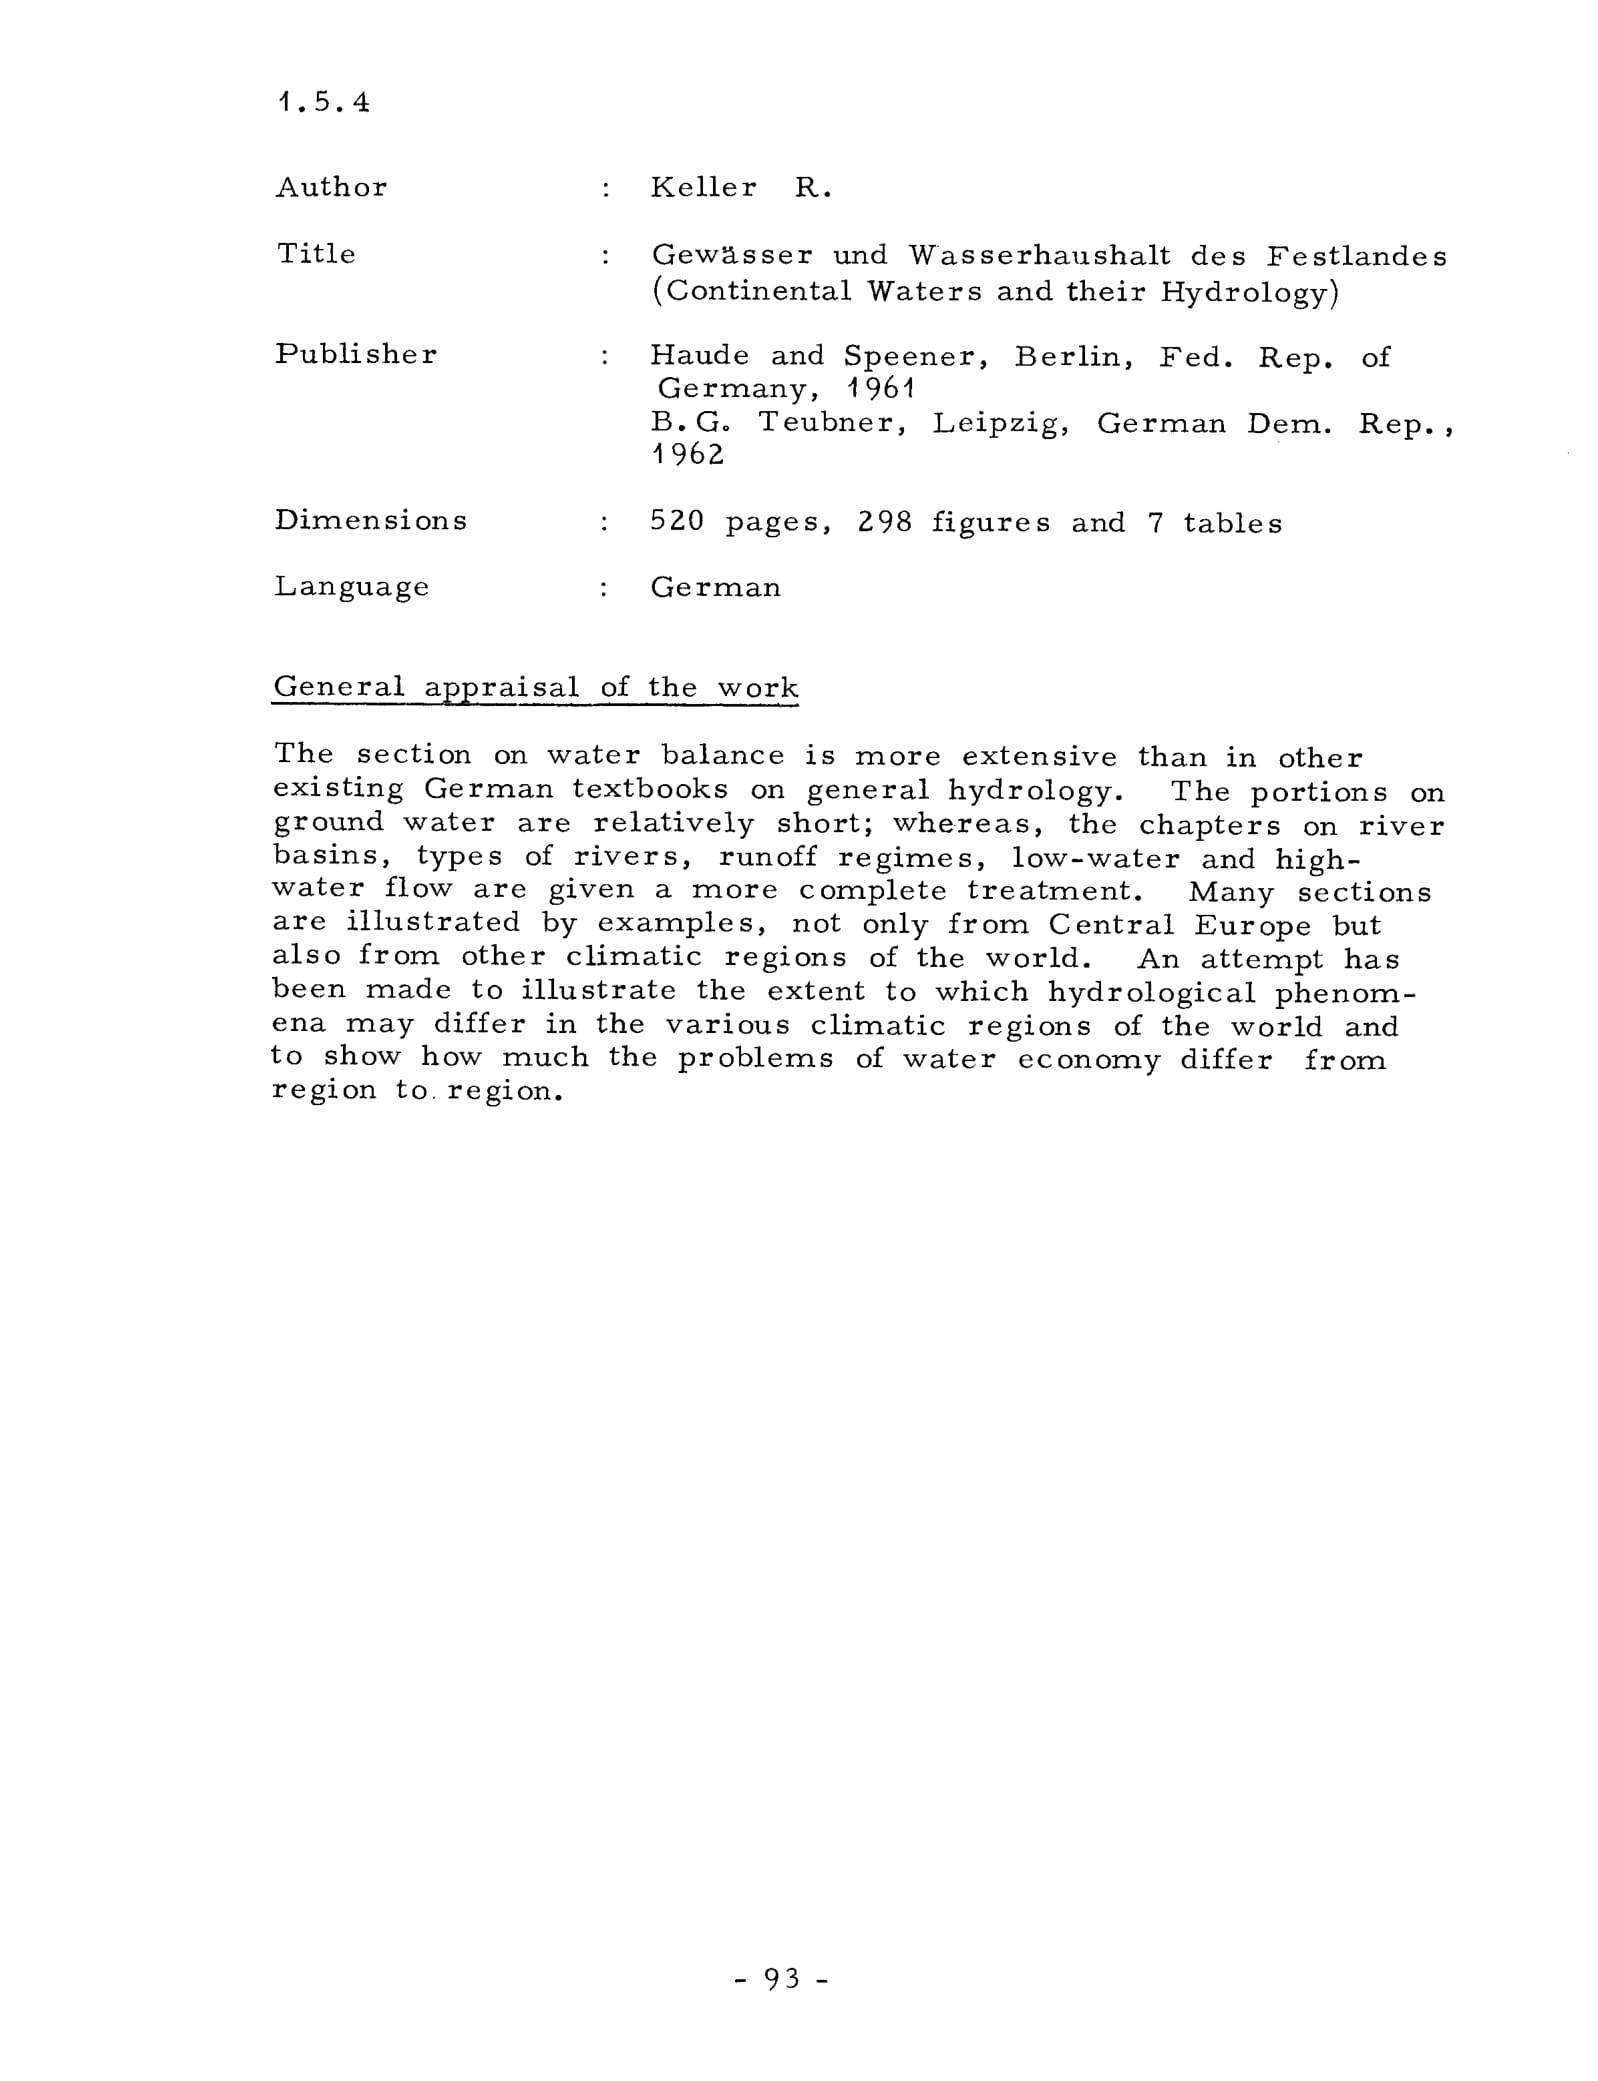 1.5.4
Author : Keller R.
Title : Gewässer und Wasserhaushalt des Festlandes
(Continental Waters and their Hydrology)
Publisher : Haude and Speener, Berlin, Fed. Rep. of
Germany, 1961
B.G. Teubner, Leipzig, German Dem. Rep.,
1962
Dimensions : 520 pages, 298 figures and 7 tables
Language : German
General appraisal of the work
The section on water balance is more extensive than in other
existing German textbooks on general hydrology. The portions on
ground water are relatively short; whereas, the chapters on river
basins, types of rivers, runoff regimes, low-water and high-
water flow are given a more complete treatment. Many sections
are illustrated by examples, not only from Central Europe but
also from other climatic regions of the world. An attempt has
been made to illustrate the extent to which hydrological phenom-
ena may differ in the various climatic regions of the world and
to show how much the problems of water economy differ from
region to region.
- 93 -